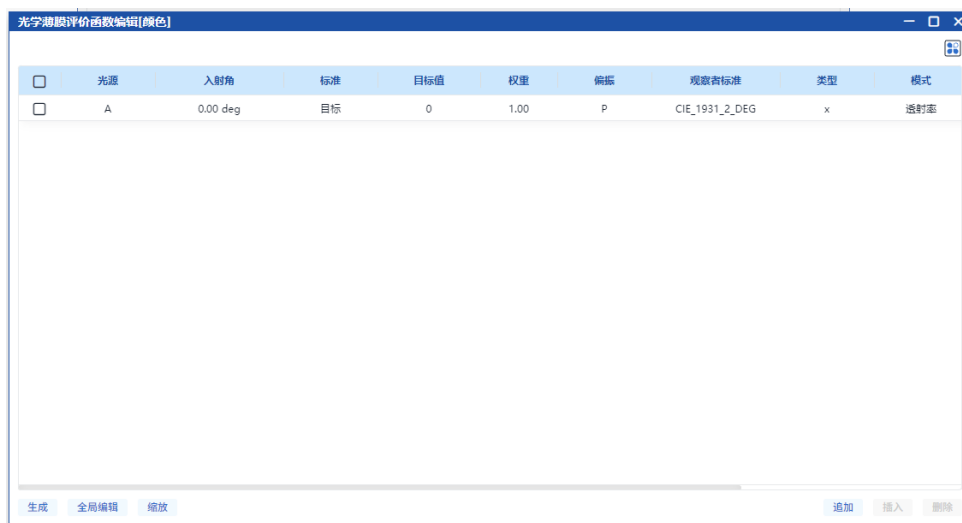 光学薄膜评价函数编辑[颜色]
光源 入射角 标准 目标值 权重 偏振 观察者标准 类型 模式
A 0.00 deg 目标 0 1.00 P CIE_1931_2_DEG x 透射率
生成 全局编辑 缩放 追加 插入 删除